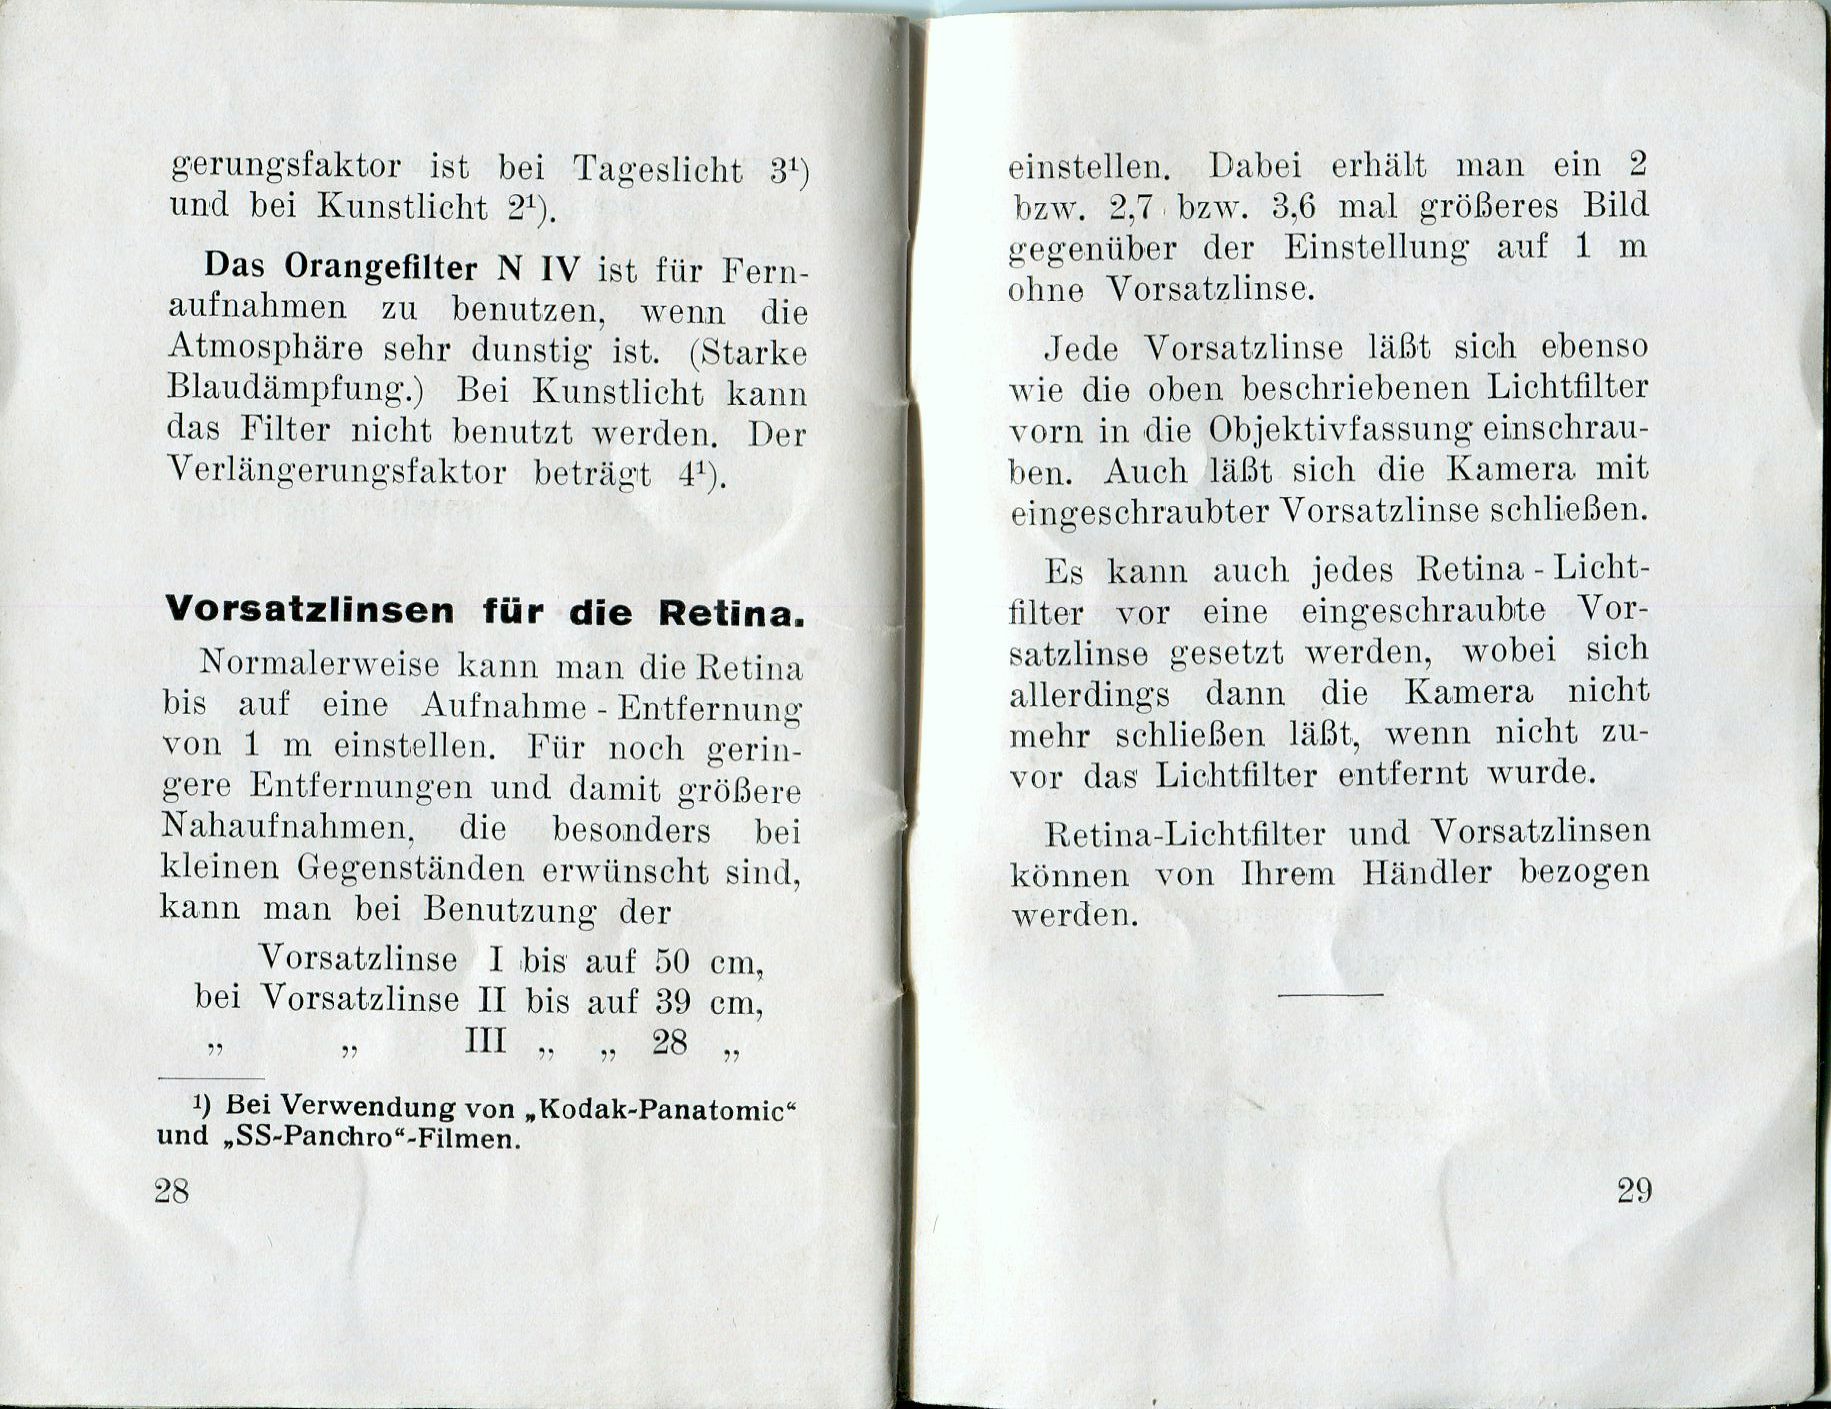 gerungsfaktor ist bei Tageslicht 3¹)
und bei Kunstlicht 2¹).
Das Orangefilter N IV ist für Fern-
aufnahmen zu benutzen, wenn die
Atmosphäre sehr dunstig ist. (Starke
Blaudämpfung.) Bei Kunstlicht kann
das Filter nicht benutzt werden. Der
Verlängerungsfaktor beträgt 4¹).
Vorsatzlinsen für die Retina.
Normalerweise kann man die Retina
bis auf eine Aufnahme - Entfernung
von 1 m einstellen. Für noch gerin-
gere Entfernungen und damit größere
Nahaufnahmen, die besonders bei
kleinen Gegenständen erwünscht sind,
kann man bei Benutzung der
Vorsatzlinse I bis auf 50 cm,
bei Vorsatzlinse II bis auf 39 cm,
„ „ III „ „ 28 „
¹) Bei Verwendung von „Kodak-Panatomic“
und „SS-Panchro“-Filmen.
28
einstellen. Dabei erhält man ein 2
bzw. 2,7 bzw. 3,6 mal größeres Bild
gegenüber der Einstellung auf 1 m
ohne Vorsatzlinse.
Jede Vorsatzlinse läßt sich ebenso
wie die oben beschriebenen Lichtfilter
vorn in die Objektivfassung einschrau-
ben. Auch läßt sich die Kamera mit
eingeschraubter Vorsatzlinse schließen.
Es kann auch jedes Retina - Licht-
filter vor eine eingeschraubte Vor-
satzlinse gesetzt werden, wobei sich
allerdings dann die Kamera nicht
mehr schließen läßt, wenn nicht zu-
vor das Lichtfilter entfernt wurde.
Retina-Lichtfilter und Vorsatzlinsen
können von Ihrem Händler bezogen
werden.
29